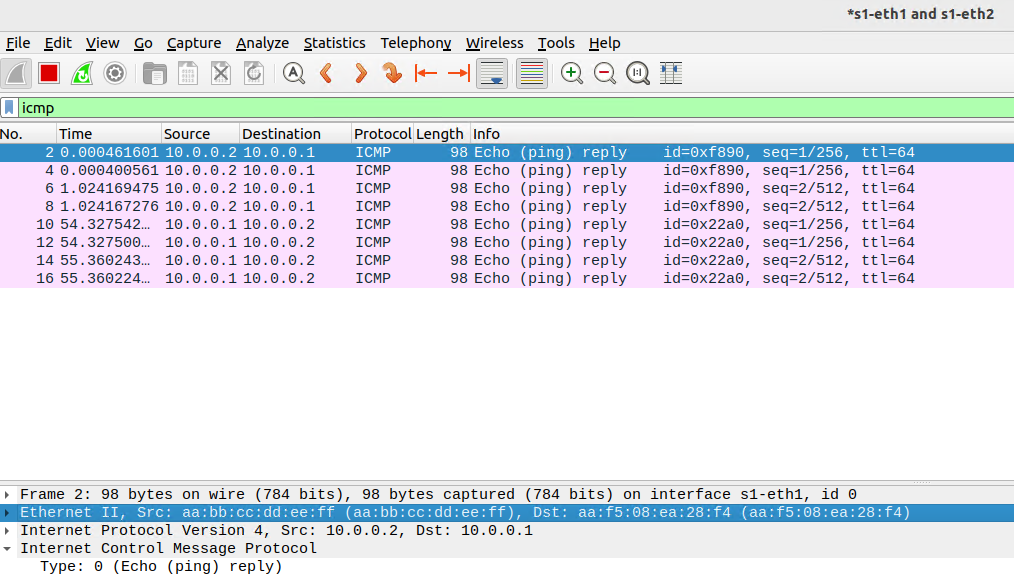 *s1-eth1 and s1-eth2
File Edit View Go Capture Analyze Statistics Telephony Wireless Tools Help
icmp
No. Time Source Destination Protocol Length Info
2 0.000461601 10.0.0.2 10.0.0.1 ICMP 98 Echo (ping) reply id=0xf890, seq=1/256, ttl=64
4 0.000400561 10.0.0.2 10.0.0.1 ICMP 98 Echo (ping) reply id=0xf890, seq=1/256, ttl=64
6 1.024169475 10.0.0.2 10.0.0.1 ICMP 98 Echo (ping) reply id=0xf890, seq=2/512, ttl=64
8 1.024167276 10.0.0.2 10.0.0.1 ICMP 98 Echo (ping) reply id=0xf890, seq=2/512, ttl=64
10 54.327542… 10.0.0.1 10.0.0.2 ICMP 98 Echo (ping) reply id=0x22a0, seq=1/256, ttl=64
12 54.327500… 10.0.0.1 10.0.0.2 ICMP 98 Echo (ping) reply id=0x22a0, seq=1/256, ttl=64
14 55.360243… 10.0.0.1 10.0.0.2 ICMP 98 Echo (ping) reply id=0x22a0, seq=2/512, ttl=64
16 55.360224… 10.0.0.1 10.0.0.2 ICMP 98 Echo (ping) reply id=0x22a0, seq=2/512, ttl=64
Frame 2: 98 bytes on wire (784 bits), 98 bytes captured (784 bits) on interface s1-eth1, id 0
Ethernet II, Src: aa:bb:cc:dd:ee:ff (aa:bb:cc:dd:ee:ff), Dst: aa:f5:08:ea:28:f4 (aa:f5:08:ea:28:f4)
Internet Protocol Version 4, Src: 10.0.0.2, Dst: 10.0.0.1
Internet Control Message Protocol
Type: 0 (Echo (ping) reply)